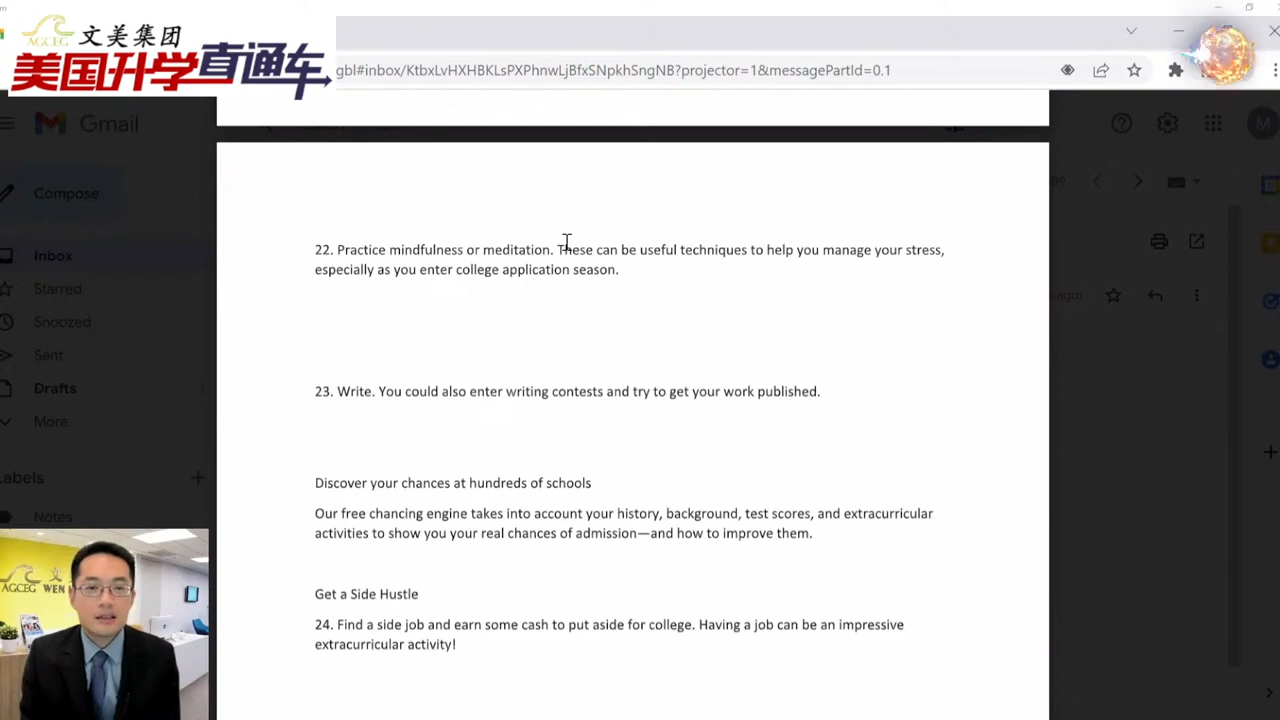 AGCEG 文美集团
美国升学直通车
gbl#inbox/KtbxLvHXHBKLsPXPhnwLjBfxSNpkhSngNB?projector=1&messagePartId=0.1
Gmail
M
Compose
Inbox
Starred
Snoozed
Sent
Drafts
More
Labels
Notes
ago)
22. Practice mindfulness or meditation. These can be useful techniques to help you manage your stress,
especially as you enter college application season.
23. Write. You could also enter writing contests and try to get your work published.
Discover your chances at hundreds of schools
Our free chancing engine takes into account your history, background, test scores, and extracurricular
activities to show you your real chances of admission—and how to improve them.
Get a Side Hustle
24. Find a side job and earn some cash to put aside for college. Having a job can be an impressive
extracurricular activity!
AGCEG WEN